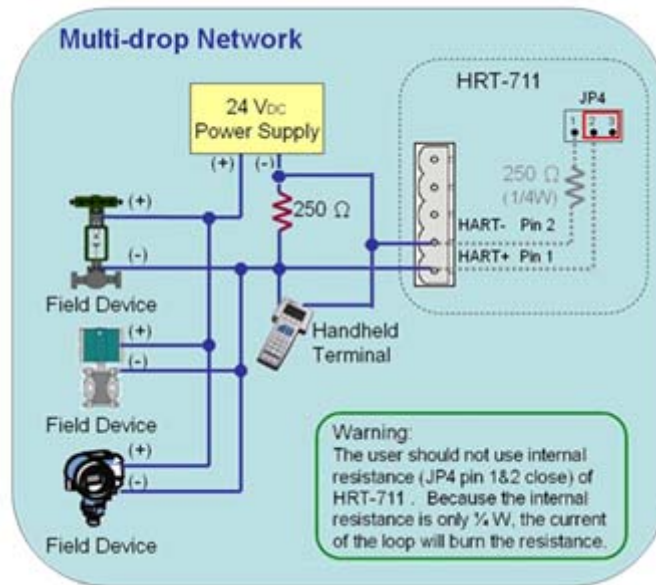 Multi-drop Network
24 VDC
Power Supply
(+) (-)
250 Ω
HRT-711
JP4
1 2 3
250 Ω
(1/4W)
HART- Pin 2
HART+ Pin 1
(+)
(-)
Field Device
(+)
(-)
Field Device
(+)
(-)
Field Device
Handheld
Terminal
Warning:
The user should not use internal
resistance (JP4 pin 1&2 close) of
HRT-711 . Because the internal
resistance is only ¼ W, the current
of the loop will burn the resistance.